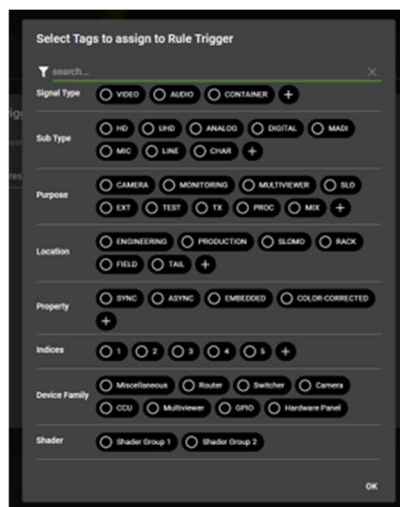 Select Tags to assign to Rule Trigger
search...
Signal Type VIDEO AUDIO CONTAINER +
Sub Type HD UHD ANALOG DIGITAL MADI
MIC LINE CHAR +
Purpose CAMERA MONITORING MULTIVIEWER SLO
EXT TEST TX PROC MIX +
Location ENGINEERING PRODUCTION SLOMO RACK
FIELD TAIL +
Property SYNC ASYNC EMBEDDED COLOR-CORRECTED
+
Indices 1 2 3 4 5 +
Device Family Miscellaneous Router Switcher Camera
CCU Multiviewer GPIO Hardware Panel
Shader Shader Group 1 Shader Group 2
OK